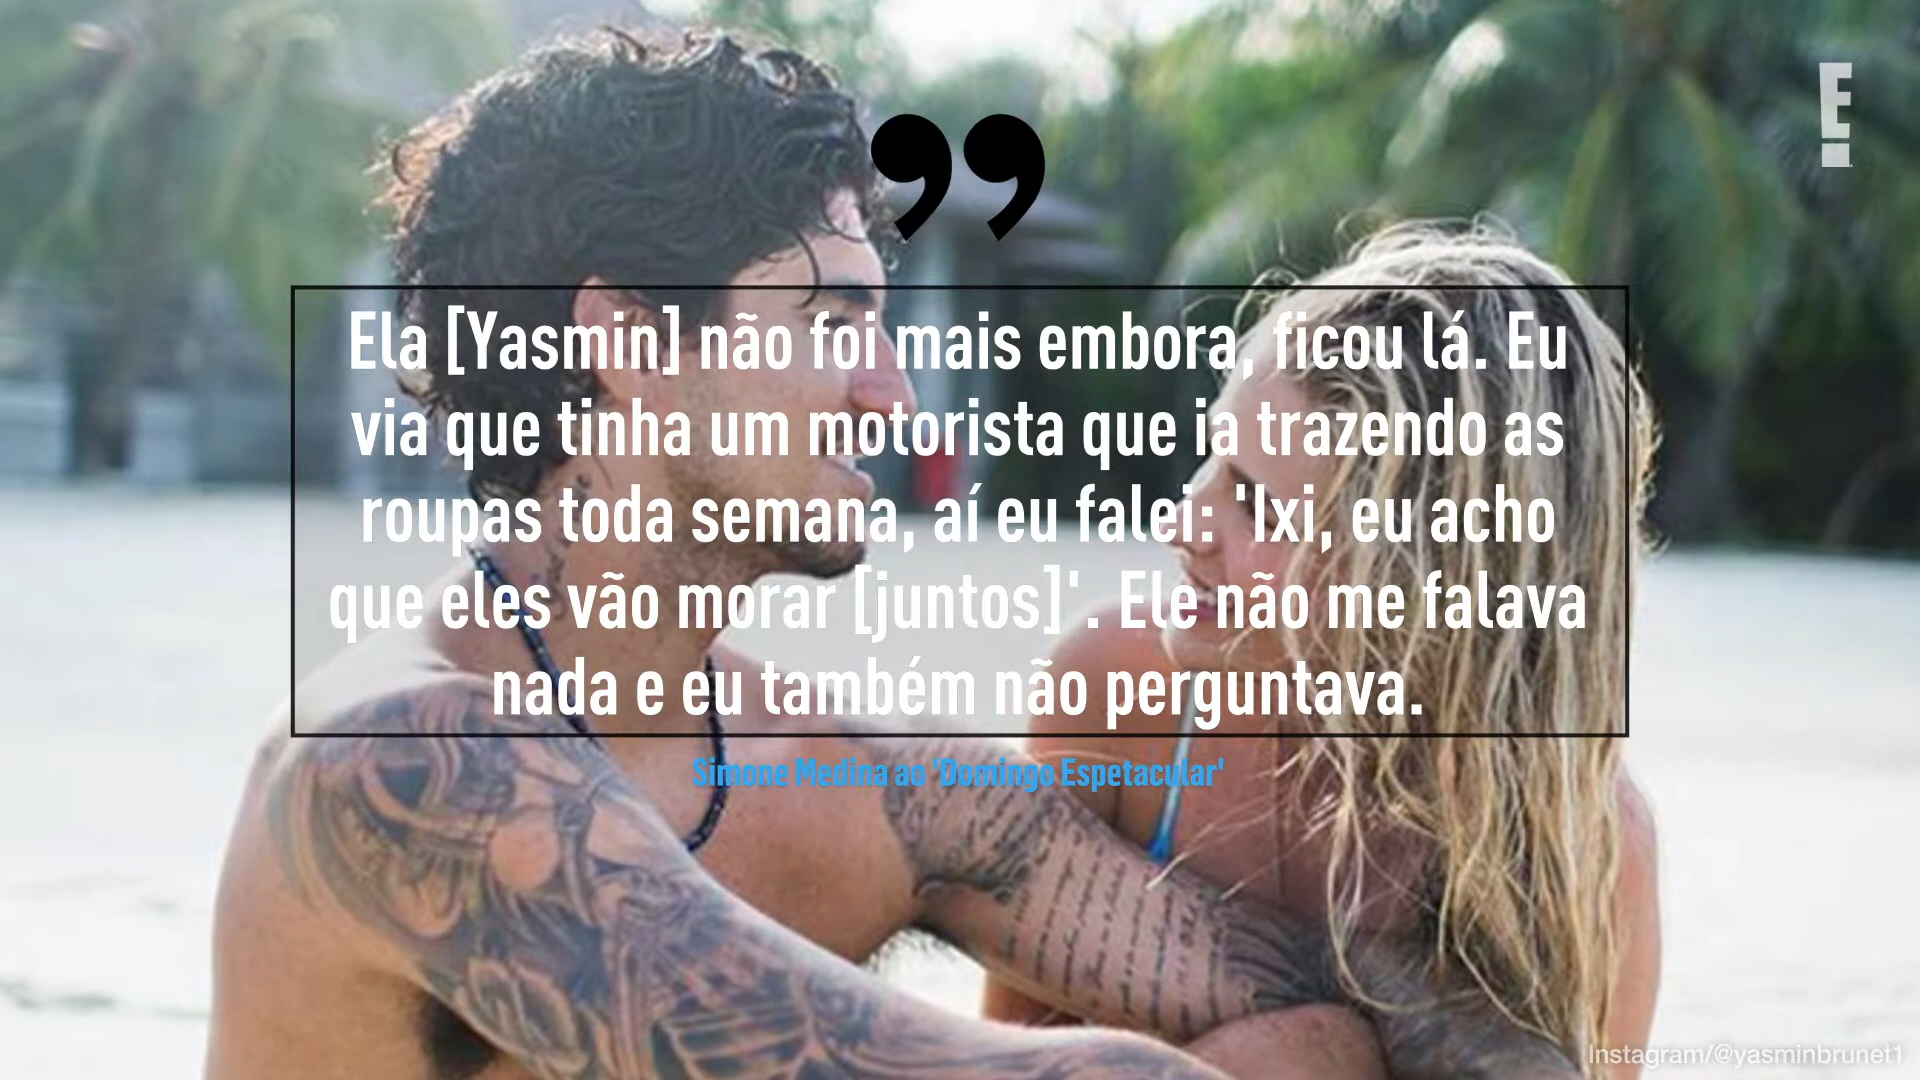 E!
”
Ela [Yasmin] não foi mais embora, ficou lá. Eu
via que tinha um motorista que ia trazendo as
roupas toda semana, aí eu falei: 'Ixi, eu acho
que eles vão morar [juntos]'. Ele não me falava
nada e eu também não perguntava.
Simone Medina ao 'Domingo Espetacular'
Instagram/@yasminbrunet1